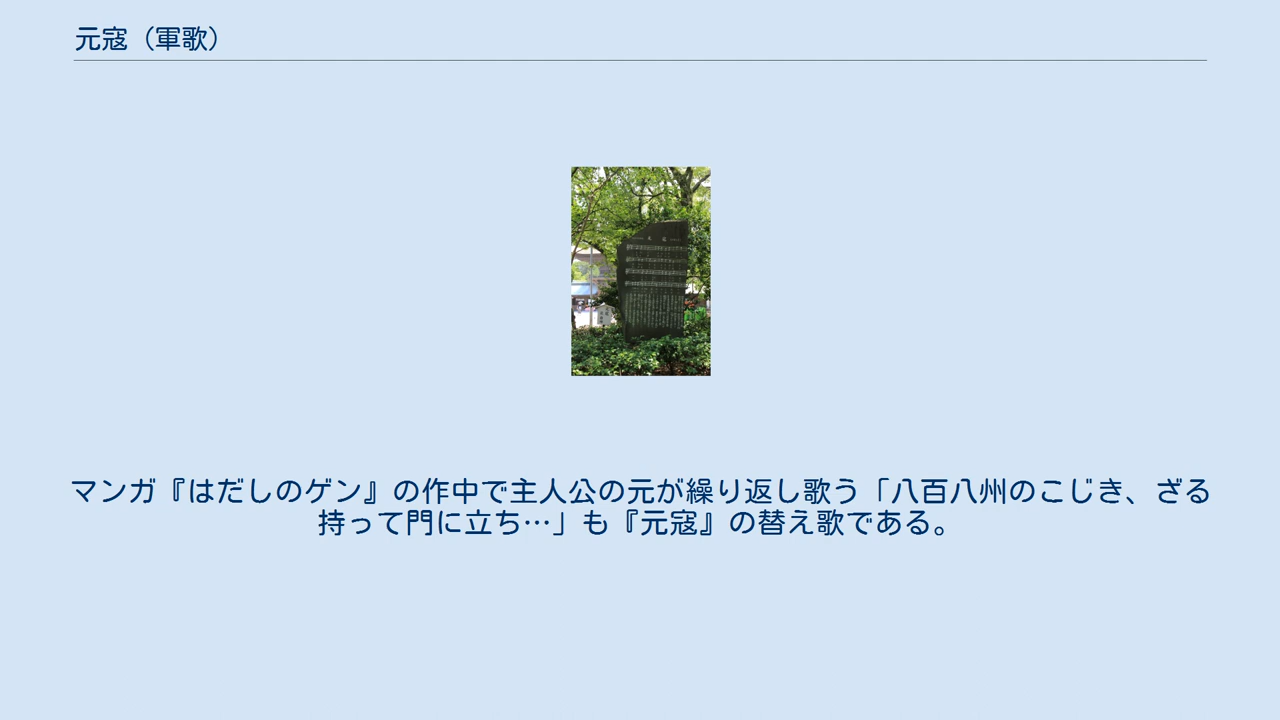 元寇（軍歌）
マンガ『はだしのゲン』の作中で主人公の元が繰り返し歌う「八百八州のこじき、ざる
持って門に立ち…」も『元寇』の替え歌である。